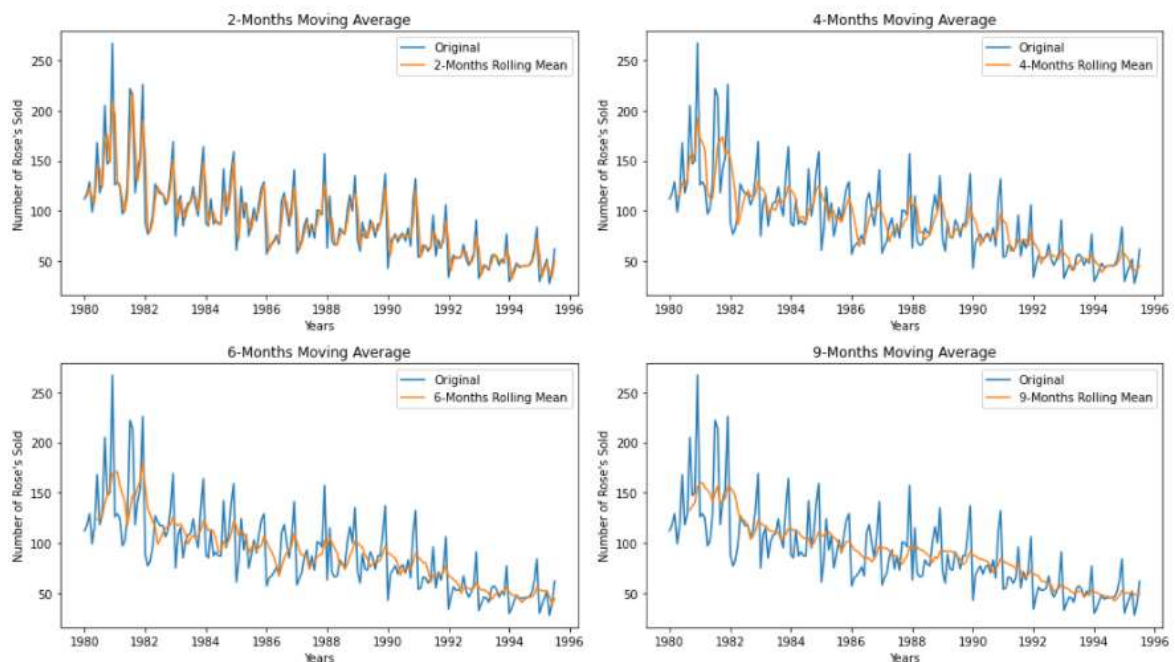 2-Months Moving Average
Number of Rose's Sold
250
200
150
100
50
Original
2-Months Rolling Mean
1980 1982 1984 1986 1988 1990 1992 1994 1996
Years
4-Months Moving Average
Number of Rose's Sold
250
200
150
100
50
Original
4-Months Rolling Mean
1980 1982 1984 1986 1988 1990 1992 1994 1996
Years
6-Months Moving Average
Number of Rose's Sold
250
200
150
100
50
Original
6-Months Rolling Mean
1980 1982 1984 1986 1988 1990 1992 1994 1996
Years
9-Months Moving Average
Number of Rose's Sold
250
200
150
100
50
Original
9-Months Rolling Mean
1980 1982 1984 1986 1988 1990 1992 1994 1996
Years